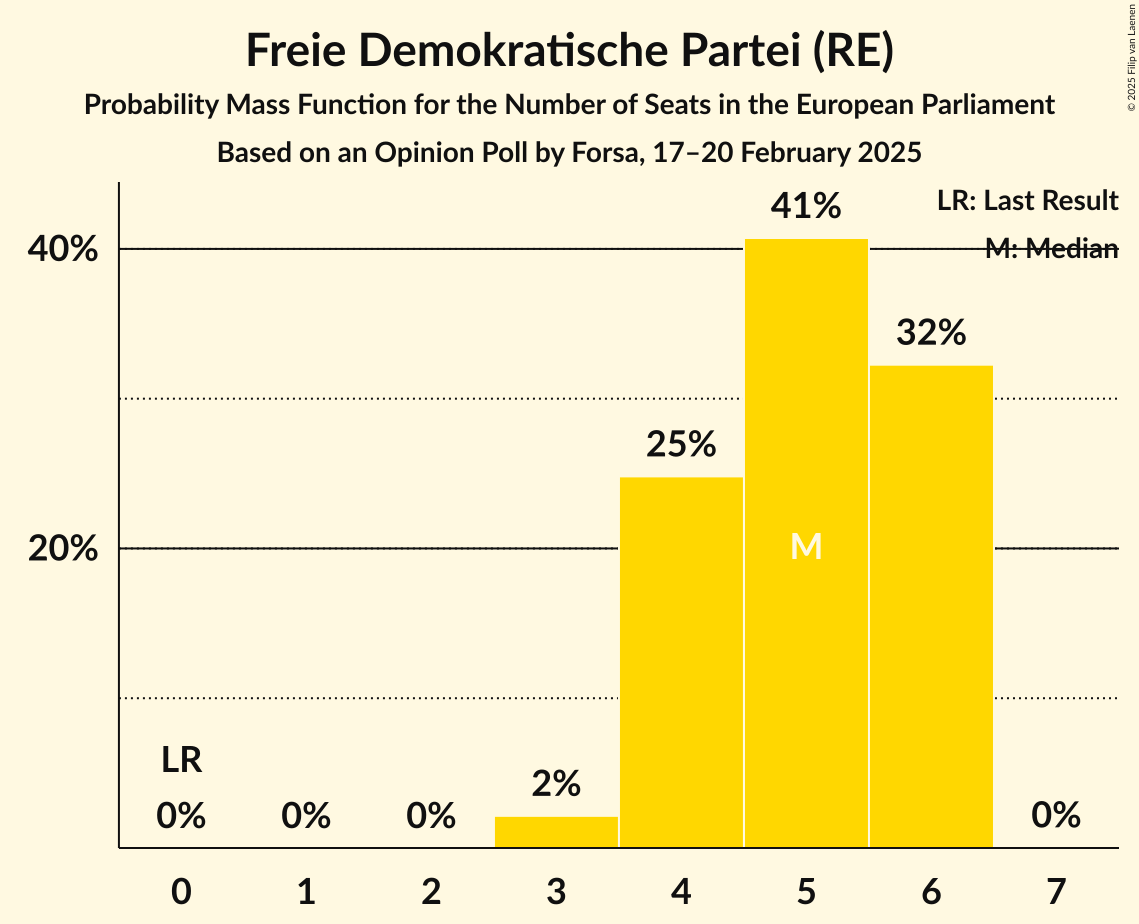 Freie Demokratische Partei (RE)
Probability Mass Function for the Number of Seats in the European Parliament
Based on an Opinion Poll by Forsa, 17–20 February 2025
© 2025 Filip van Laenen
LR: Last Result
M: Median
40%
20%
41%
32%
25%
M
LR
2%
0% 0% 0% 0%
0 1 2 3 4 5 6 7